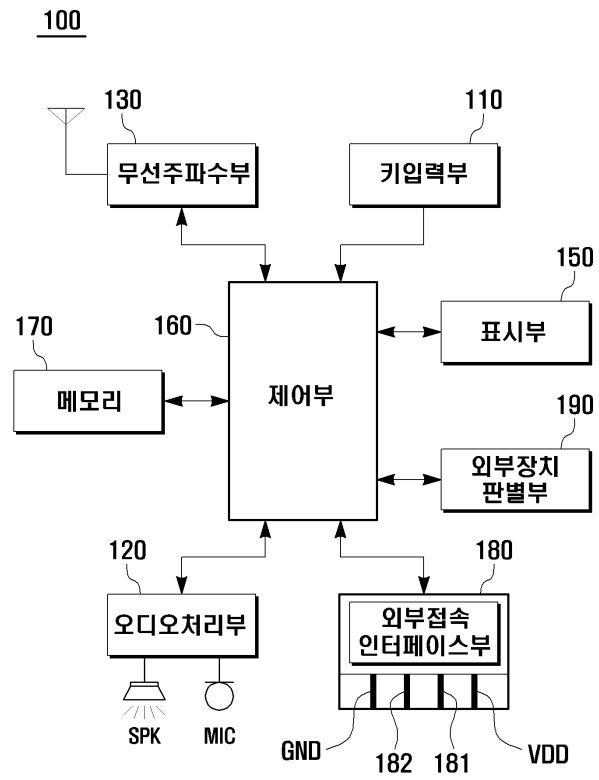 100
130
110
무선주파수부
키입력부
150
170
160
표시부
메모리
제어부
190
외부장치
판별부
120
180
오디오처리부
외부접속
인터페이스부
SPK
MIC
GND
182
181
VDD